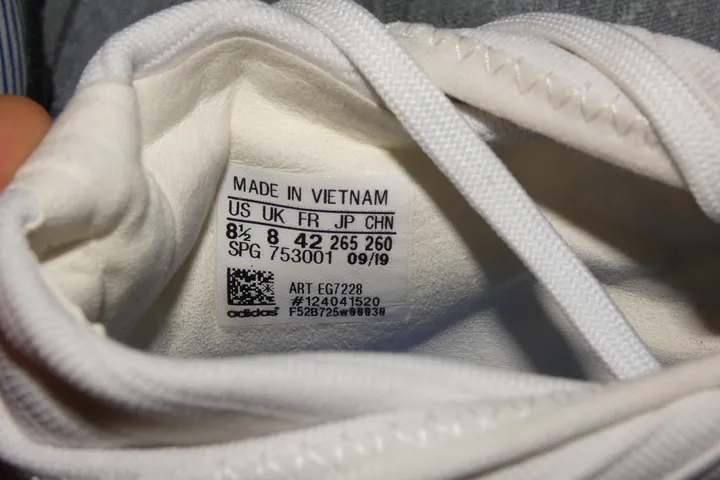 MADE IN VIETNAM
US UK FR JP CHN
8½ 8 42 265 260
SPG 753001 09/19
ART EG7228
#124041520
adidas F52B725W00030